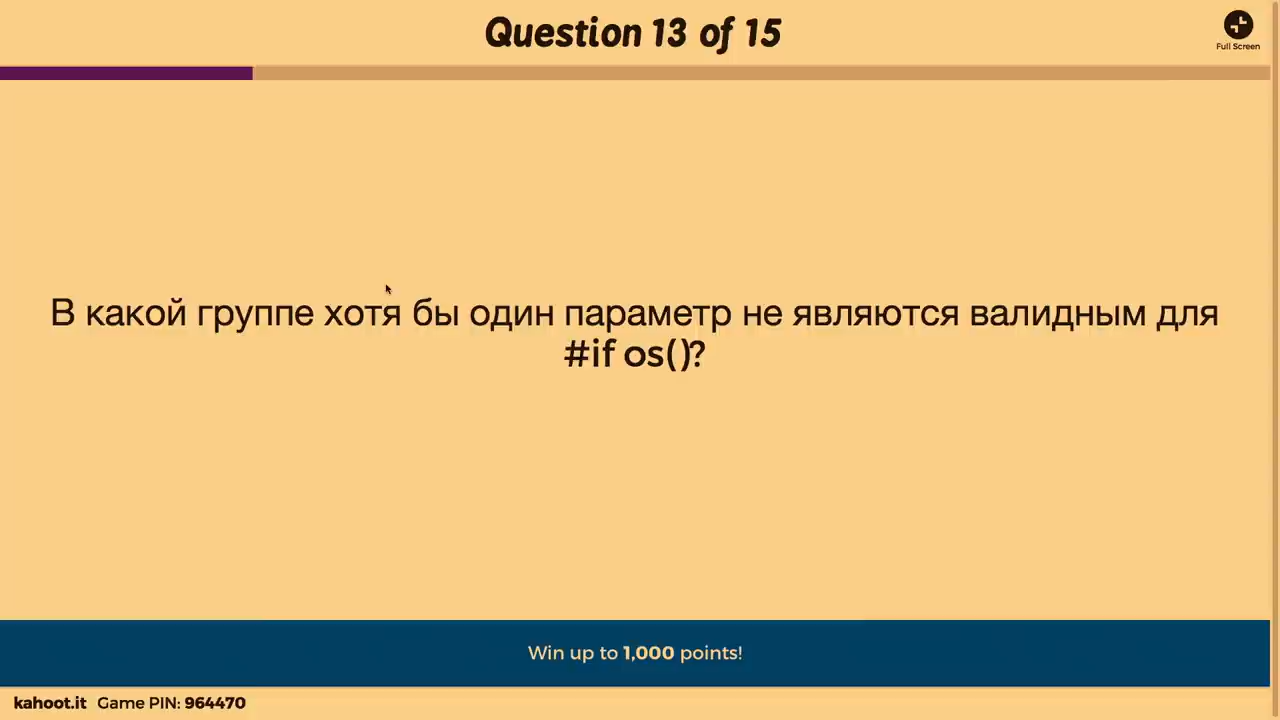 Question 13 of 15
Full Screen
В какой группе хотя бы один параметр не являются валидным для
#if os()?
Win up to 1,000 points!
kahoot.it Game PIN: 964470